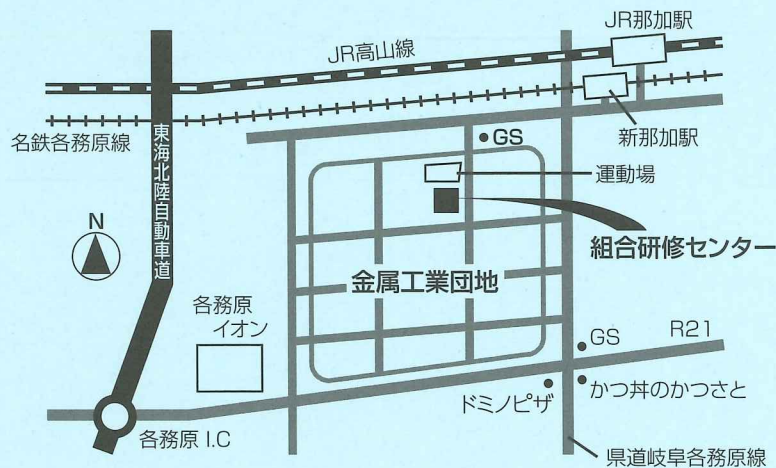 JR那加駅
JR高山線
名鉄各務原線
新那加駅
東海北陸自動車道
GS
運動場
N
組合研修センター
金属工業団地
各務原
イオン
GS
R21
ドミノピザ
かつ丼のかつさと
各務原 I.C
県道岐阜各務原線